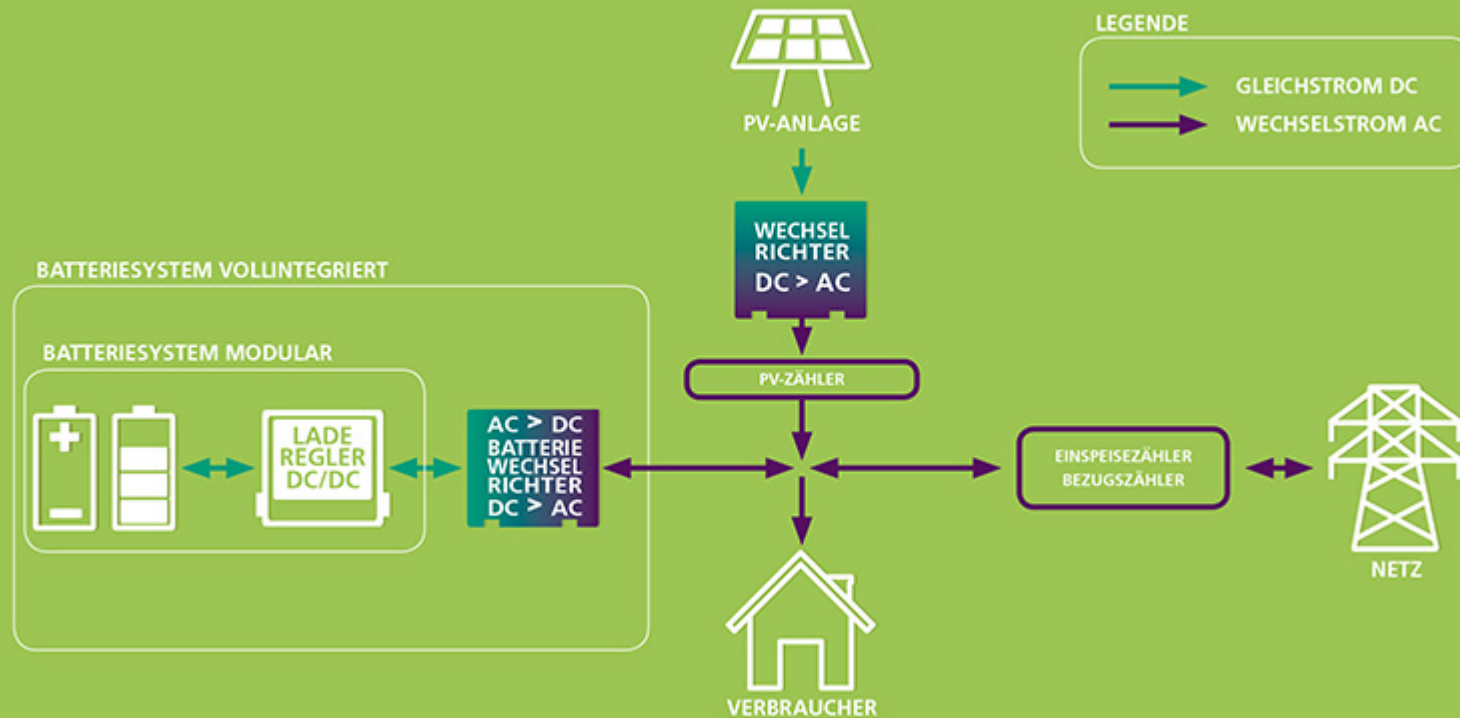 LEGENDE
GLEICHSTROM DC
WECHSELSTROM AC
PV-ANLAGE
WECHSEL
RICHTER
DC > AC
PV-ZÄHLER
BATTERIESYSTEM VOLLINTEGRIERT
BATTERIESYSTEM MODULAR
LADE
REGLER
DC/DC
AC > DC
BATTERIE
WECHSEL
RICHTER
DC > AC
EINSPEISEZÄHLER
BEZUGSZÄHLER
NETZ
VERBRAUCHER